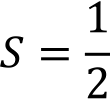 S = 1/2